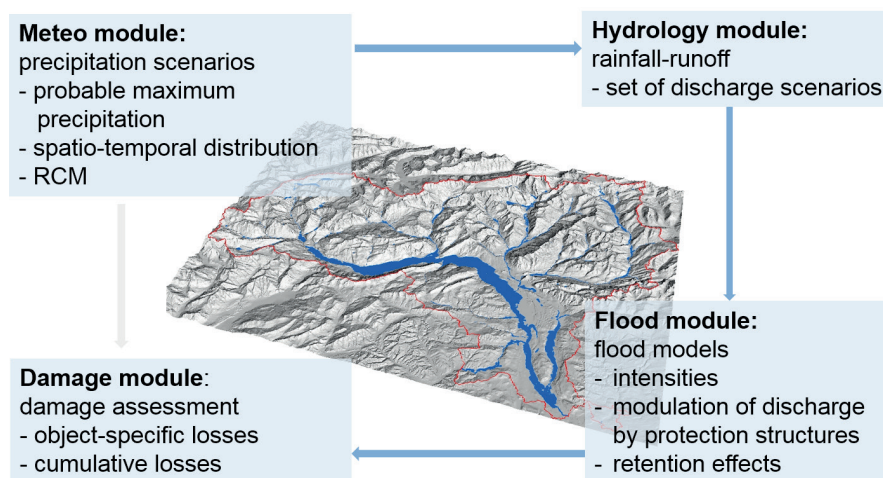 Meteo module:
precipitation scenarios
- probable maximum
precipitation
- spatio-temporal distribution
- RCM
Hydrology module:
rainfall-runoff
- set of discharge scenarios
Flood module:
flood models
- intensities
- modulation of discharge
by protection structures
- retention effects
Damage module:
damage assessment
- object-specific losses
- cumulative losses